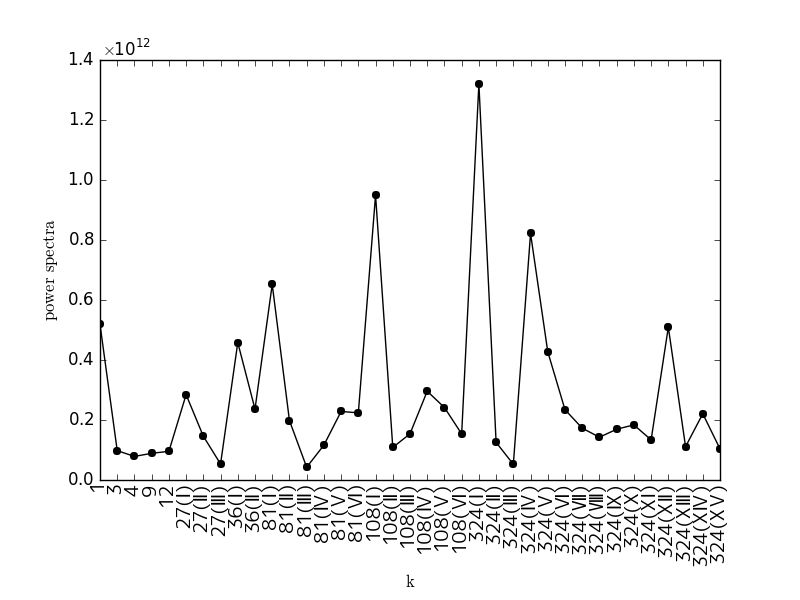 ×10¹²
1.4
1.2
1.0
0.8
0.6
0.4
0.2
0.0
power spectra
1
3
4
9
12
27(I)
27(II)
27(III)
36(I)
36(II)
81(I)
81(II)
81(III)
81(IV)
81(V)
81(VI)
108(I)
108(II)
108(III)
108(IV)
108(V)
108(VI)
324(I)
324(II)
324(III)
324(IV)
324(V)
324(VI)
324(VII)
324(VIII)
324(IX)
324(X)
324(XI)
324(XII)
324(XIII)
324(XIV)
324(XV)
k